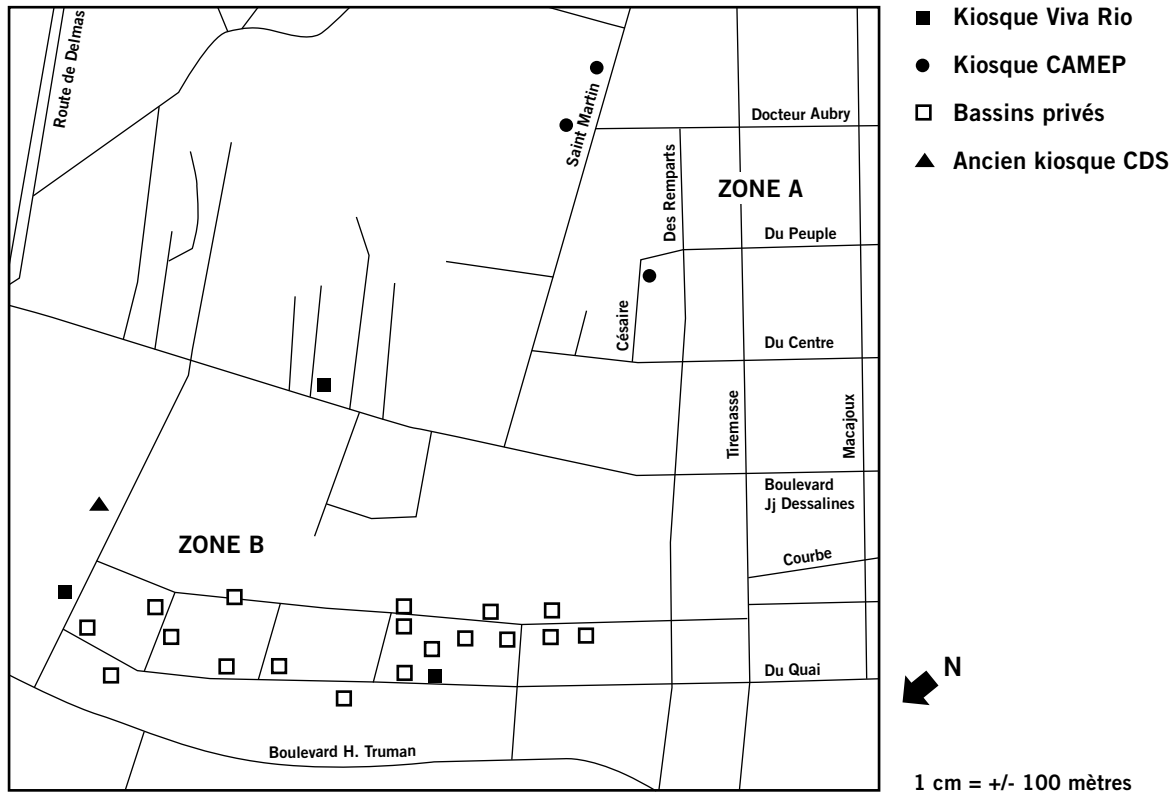 Kiosque Viva Rio
Kiosque CAMEP
Bassins privés
Ancien kiosque CDS
Route de Delmas
Saint Martin
Docteur Aubry
Des Remparts
ZONE A
Du Peuple
Césaire
Du Centre
Tiremasse
Macajoux
Boulevard
Jj Dessalines
ZONE B
Courbe
Du Quai
N
Boulevard H. Truman
1 cm = +/- 100 mètres